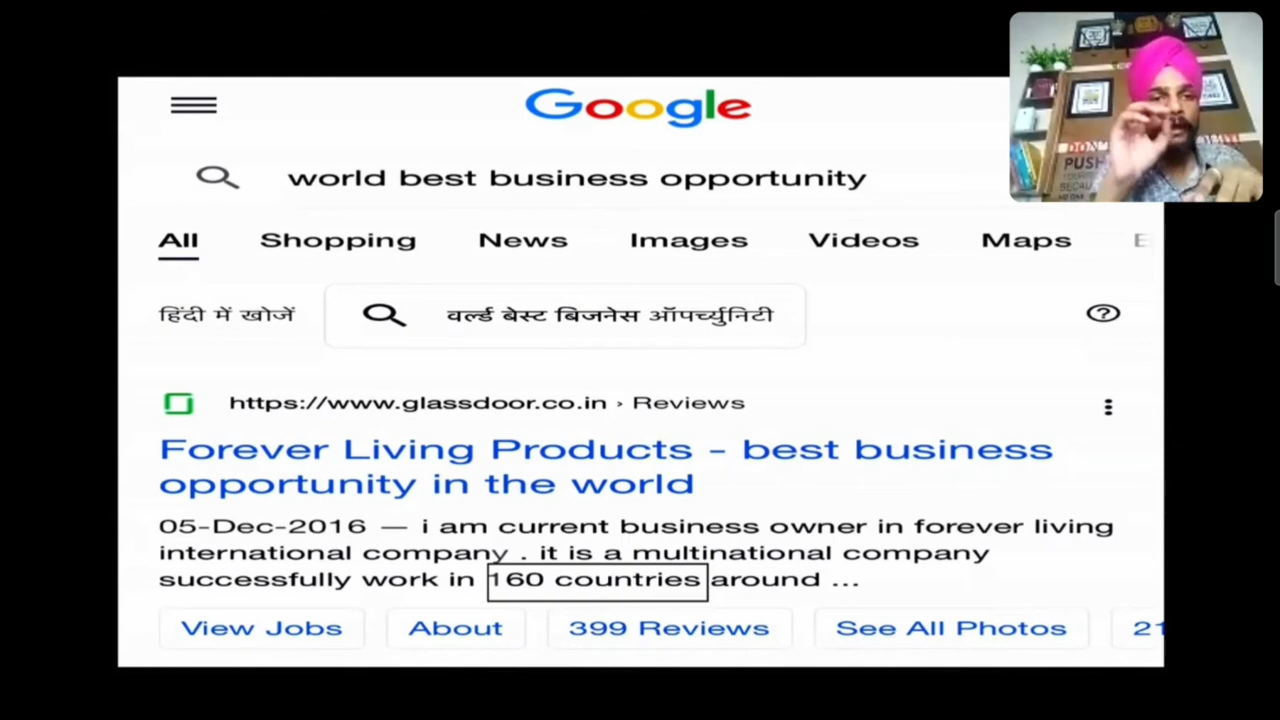 Google
world best business opportunity
All Shopping News Images Videos Maps
हिंदी में खोजें वर्ल्ड बेस्ट बिजनेस ऑपर्च्युनिटी
https://www.glassdoor.co.in › Reviews
Forever Living Products - best business
opportunity in the world
05-Dec-2016 — i am current business owner in forever living
international company . it is a multinational company
successfully work in 160 countries around ...
View Jobs About 399 Reviews See All Photos 21
PUSH
BECAU